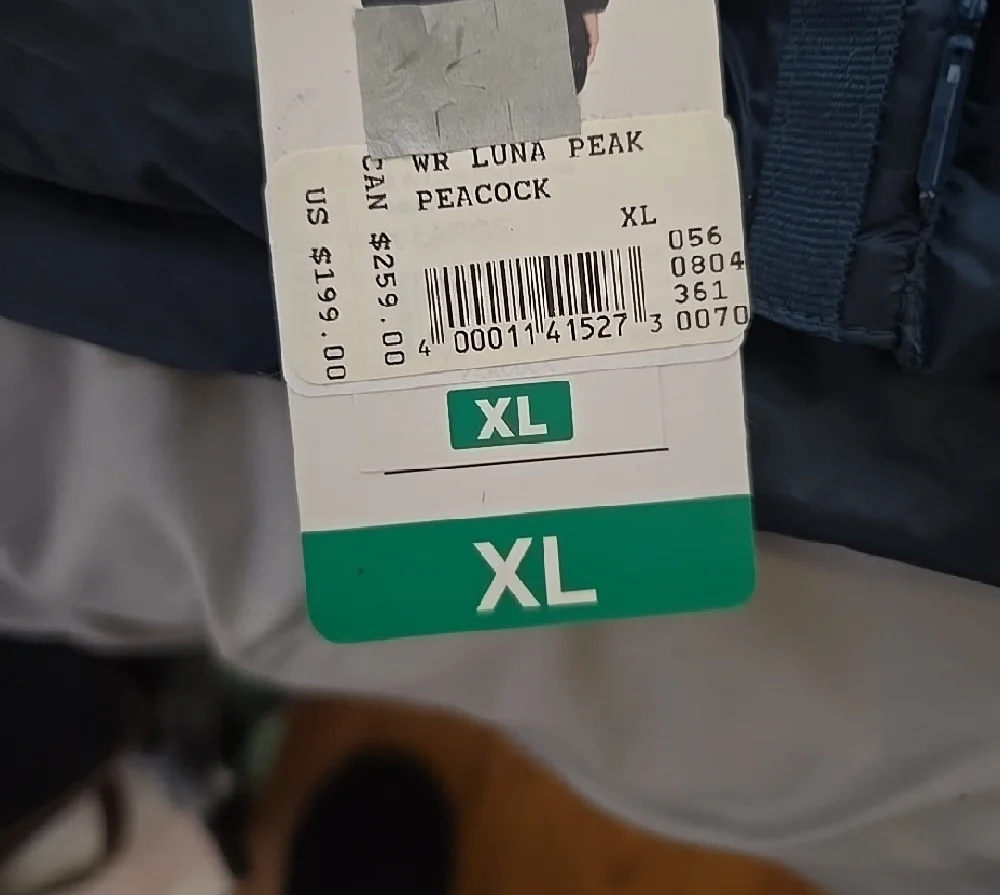 WR LUNA PEAK
PEACOCK
XL
056
0804
361
0070
4 00011 41527 3
CAN $259.00
US $199.00
XL
XL